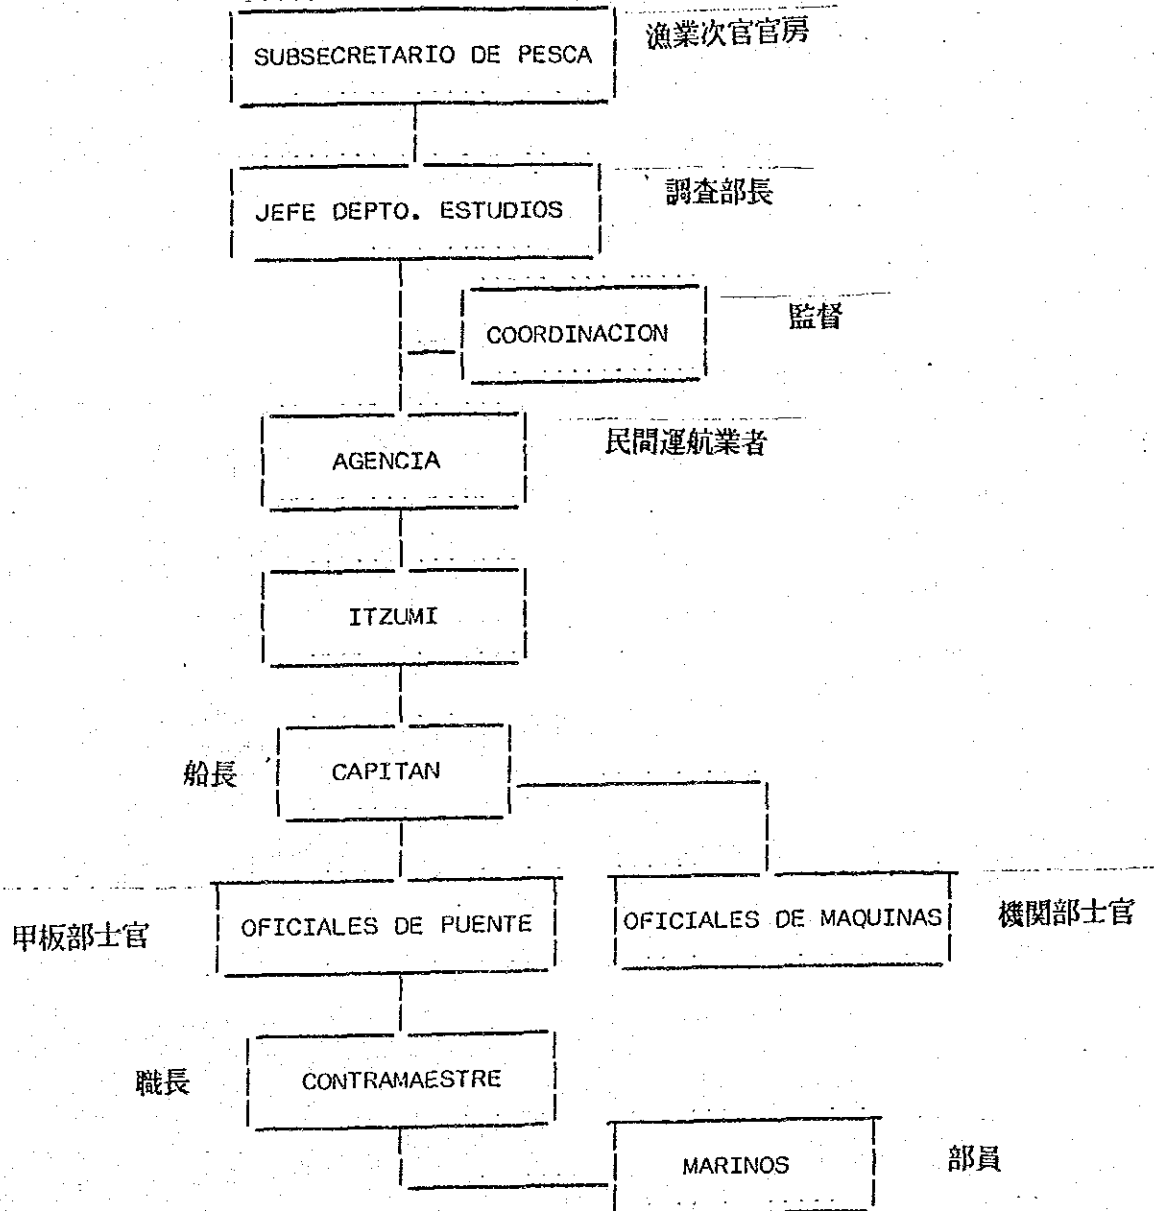 SUBSECRETARIO DE PESCA
漁業次官官房
JEFE DEPTO. ESTUDIOS
調査部長
COORDINACION
監督
AGENCIA
民間運航業者
ITZUMI
船長
CAPITAN
甲板部士官
OFICIALES DE PUENTE
OFICIALES DE MAQUINAS
機関部士官
職長
CONTRAMAESTRE
MARINOS
部員